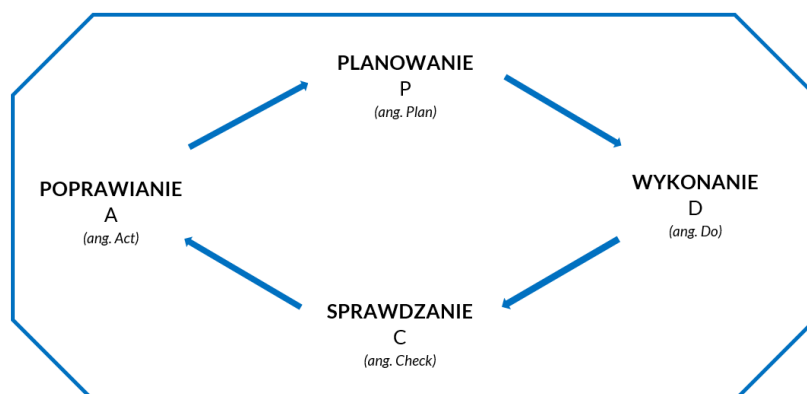 PLANOWANIE
P
(ang. Plan)
WYKONANIE
D
(ang. Do)
SPRAWDZANIE
C
(ang. Check)
POPRAWIANIE
A
(ang. Act)